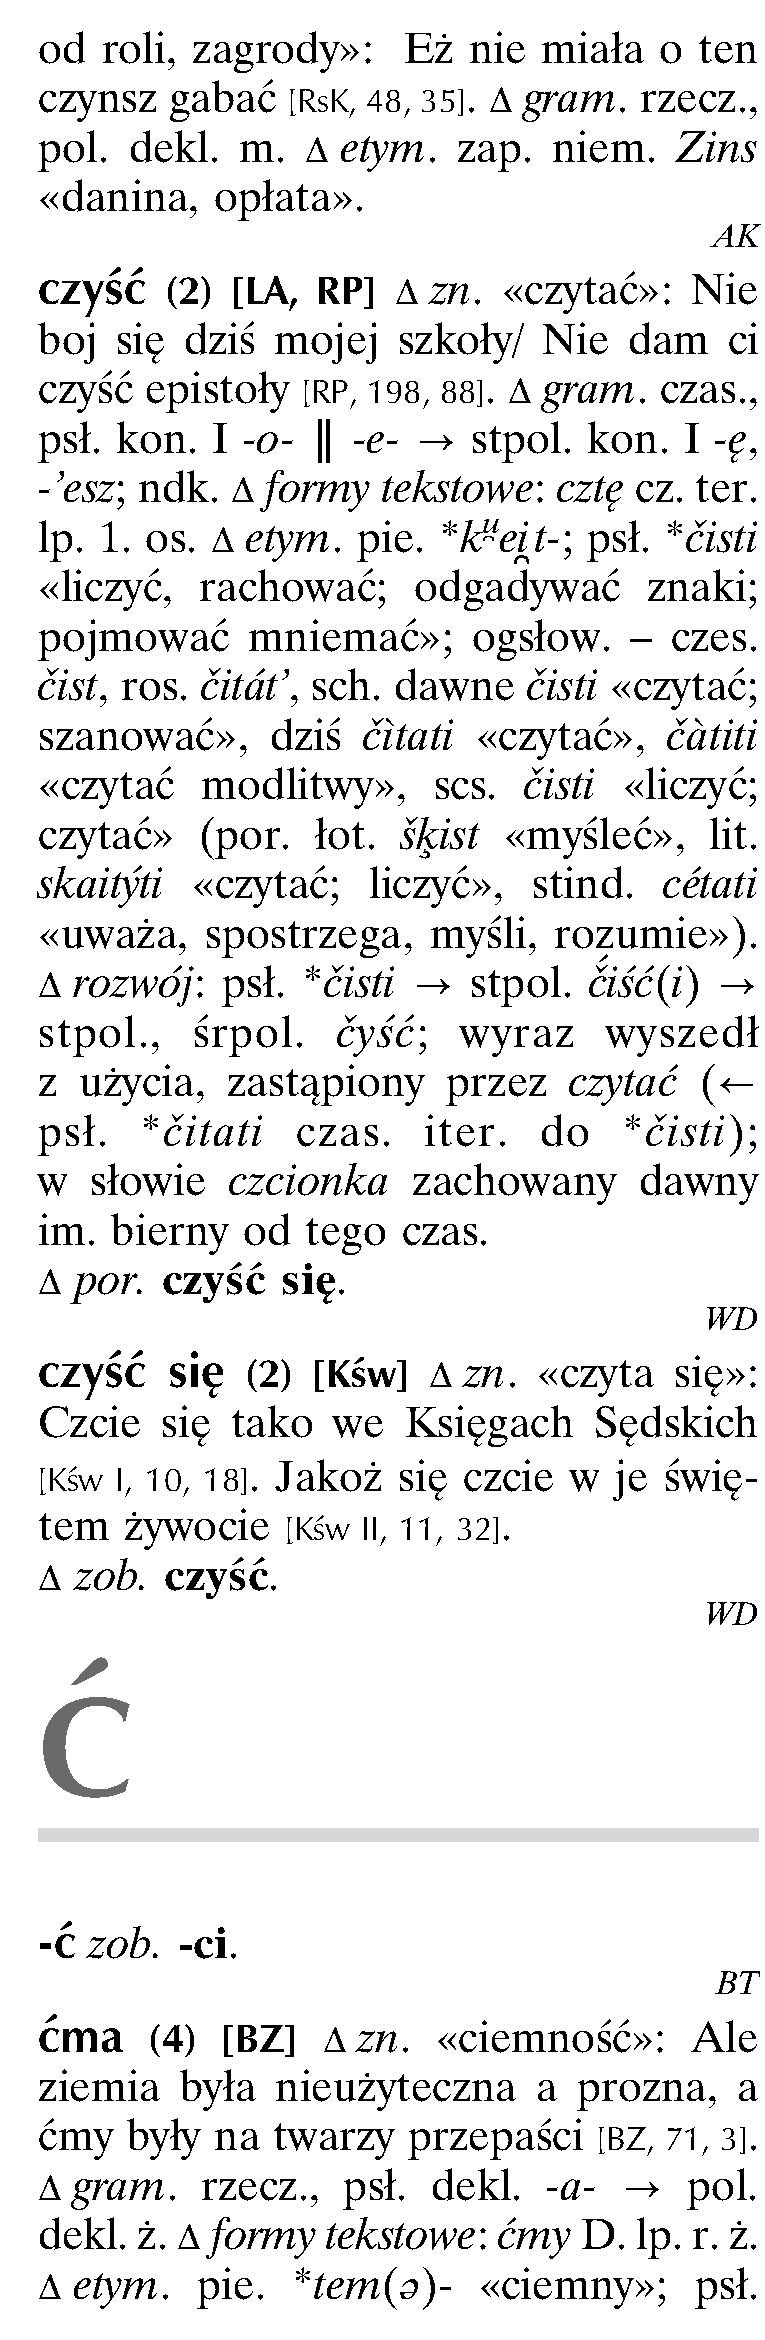 od roli, zagrody»: Eż nie miała o ten
czynsz gabać [RsK, 48, 35]. Δ gram. rzecz.,
pol. dekl. m. Δ etym. zap. niem. Zins
«danina, opłata».
AK
czyść (2) [LA, RP] Δ zn. «czytać»: Nie
boj się dziś mojej szkoły/ Nie dam ci
czyść epistoły [RP, 198, 88]. Δ gram. czas.,
psł. kon. I -o- ‖ -e- → stpol. kon. I -ę,
-’esz; ndk. Δ formy tekstowe: cztę cz. ter.
lp. 1. os. Δ etym. pie. *kᵘ̯ei̯t-; psł. *čisti
«liczyć, rachować; odgadywać znaki;
pojmować mniemać»; ogsłow. – czes.
čist, ros. čitát’, sch. dawne čisti «czytać;
szanować», dziś čìtati «czytać», čàtiti
«czytać modlitwy», scs. čisti «liczyć;
czytać» (por. łot. šķist «myśleć», lit.
skaitýti «czytać; liczyć», stind. cétati
«uważa, spostrzega, myśli, rozumie»).
Δ rozwój: psł. *čisti → stpol. č́iść(i) →
stpol., śrpol. čyść; wyraz wyszedł
z użycia, zastąpiony przez czytać (←
psł. *čitati czas. iter. do *čisti);
w słowie czcionka zachowany dawny
im. bierny od tego czas.
Δ por. czyść się.
WD
czyść się (2) [Kśw] Δ zn. «czyta się»:
Czcie się tako we Księgach Sędskich
[Kśw I, 10, 18]. Jakoż się czcie w je świę-
tem żywocie [Kśw II, 11, 32].
Δ zob. czyść.
WD
Ć
-ć zob. -ci.
BT
ćma (4) [BZ] Δ zn. «ciemność»: Ale
ziemia była nieużyteczna a prozna, a
ćmy były na twarzy przepaści [BZ, 71, 3].
Δ gram. rzecz., psł. dekl. -a- → pol.
dekl. ż. Δ formy tekstowe: ćmy D. lp. r. ż.
Δ etym. pie. *tem(ə)- «ciemny»; psł.